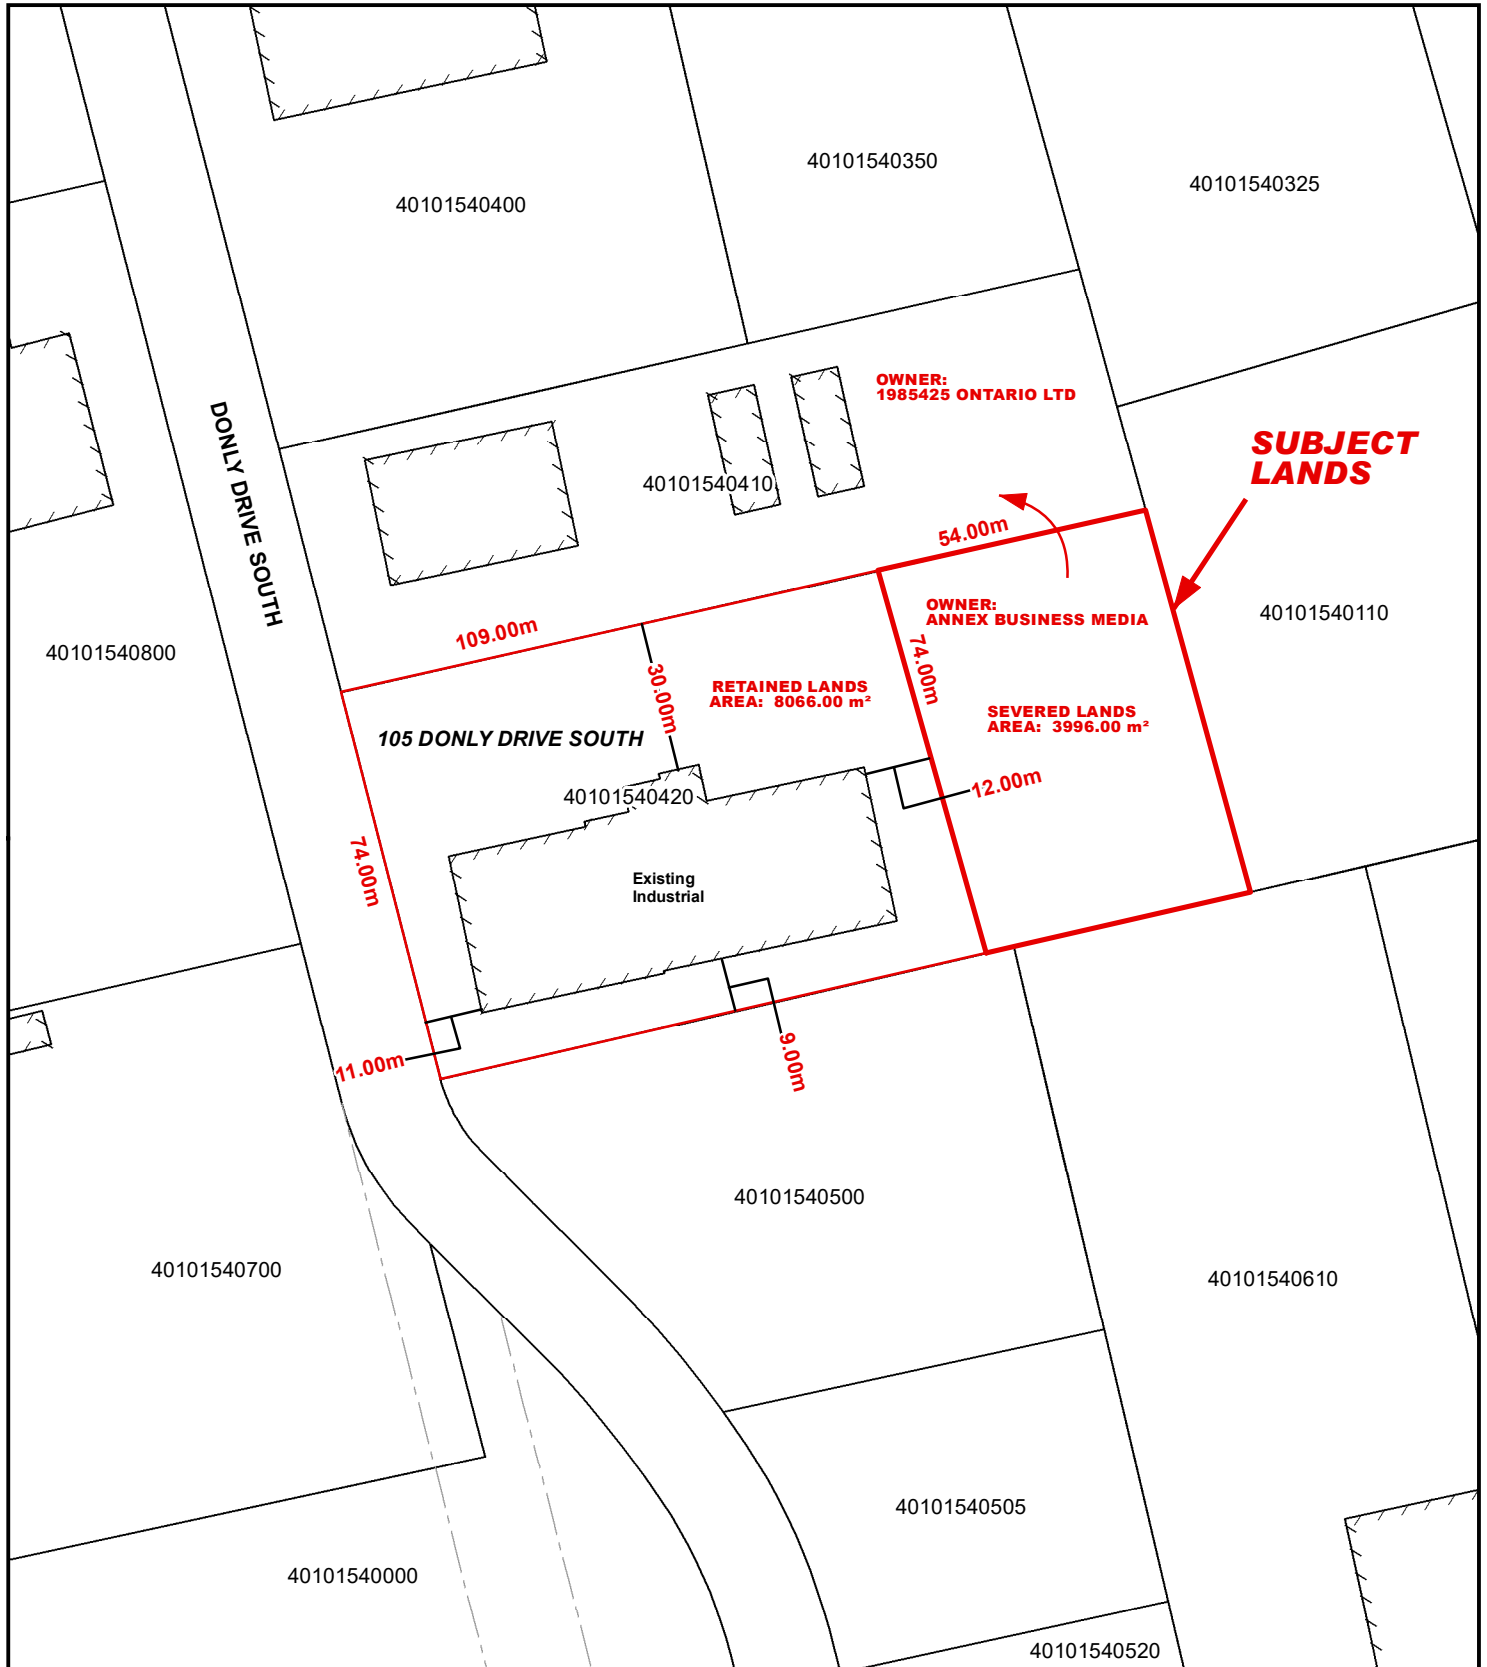 40101540350
40101540325
40101540400
OWNER:
1985425 ONTARIO LTD
DONLY DRIVE SOUTH
SUBJECT
LANDS
40101540410
54.00m
OWNER:
ANNEX BUSINESS MEDIA
40101540110
109.00m
40101540800
74.00m
30.00m
RETAINED LANDS
AREA: 8066.00 m²
SEVERED LANDS
AREA: 3996.00 m²
105 DONLY DRIVE SOUTH
12.00m
40101540420
74.00m
Existing
Industrial
11.00m
9.00m
40101540500
40101540700
40101540610
40101540505
40101540000
40101540520